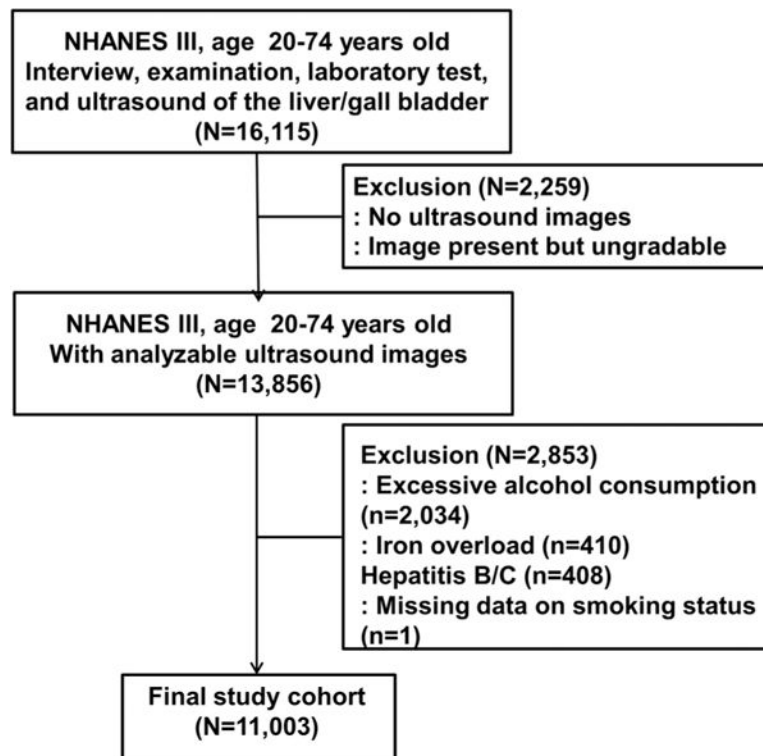 NHANES III, age 20-74 years old
Interview, examination, laboratory test,
and ultrasound of the liver/gall bladder
(N=16,115)
Exclusion (N=2,259)
: No ultrasound images
: Image present but ungradable
NHANES III, age 20-74 years old
With analyzable ultrasound images
(N=13,856)
Exclusion (N=2,853)
: Excessive alcohol consumption
(n=2,034)
: Iron overload (n=410)
Hepatitis B/C (n=408)
: Missing data on smoking status
(n=1)
Final study cohort
(N=11,003)